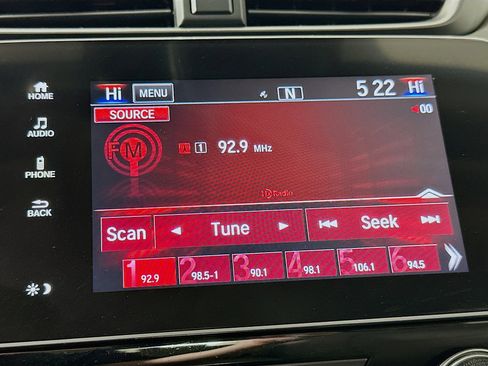 HOME
AUDIO
PHONE
BACK
Hi MENU N 5 22 Hi
SOURCE 00
FM 1 92.9 MHz
HD Radio
Scan Tune Seek
1 92.9 2 98.5-1 3 90.1 4 98.1 5 106.1 6 94.5